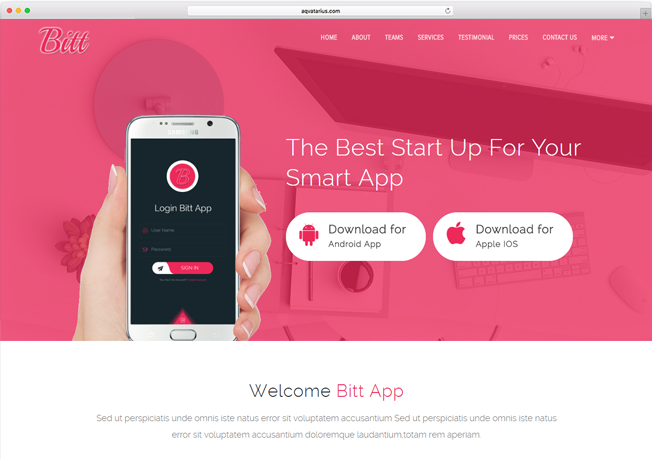 aqvatarius.com
Bitt
HOME ABOUT TEAMS SERVICES TESTIMONIAL PRICES CONTACT US MORE
SAMSUNG
The Best Start Up For Your
Smart App
B
Login Bitt App
User Name
Password
SIGN IN
Download for
Android App
Download for
Apple IOS
Welcome Bitt App
Sed ut perspiciatis unde omnis iste natus error sit voluptatem accusantium Sed ut perspiciatis unde omnis iste natus
error sit voluptatem accusantium doloremque laudantium,totam rem aperiam.